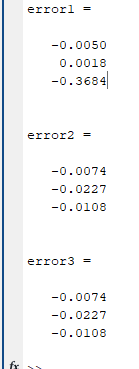 error1 =
-0.0050
0.0018
-0.3684
error2 =
-0.0074
-0.0227
-0.0108
error3 =
-0.0074
-0.0227
-0.0108
fx >>